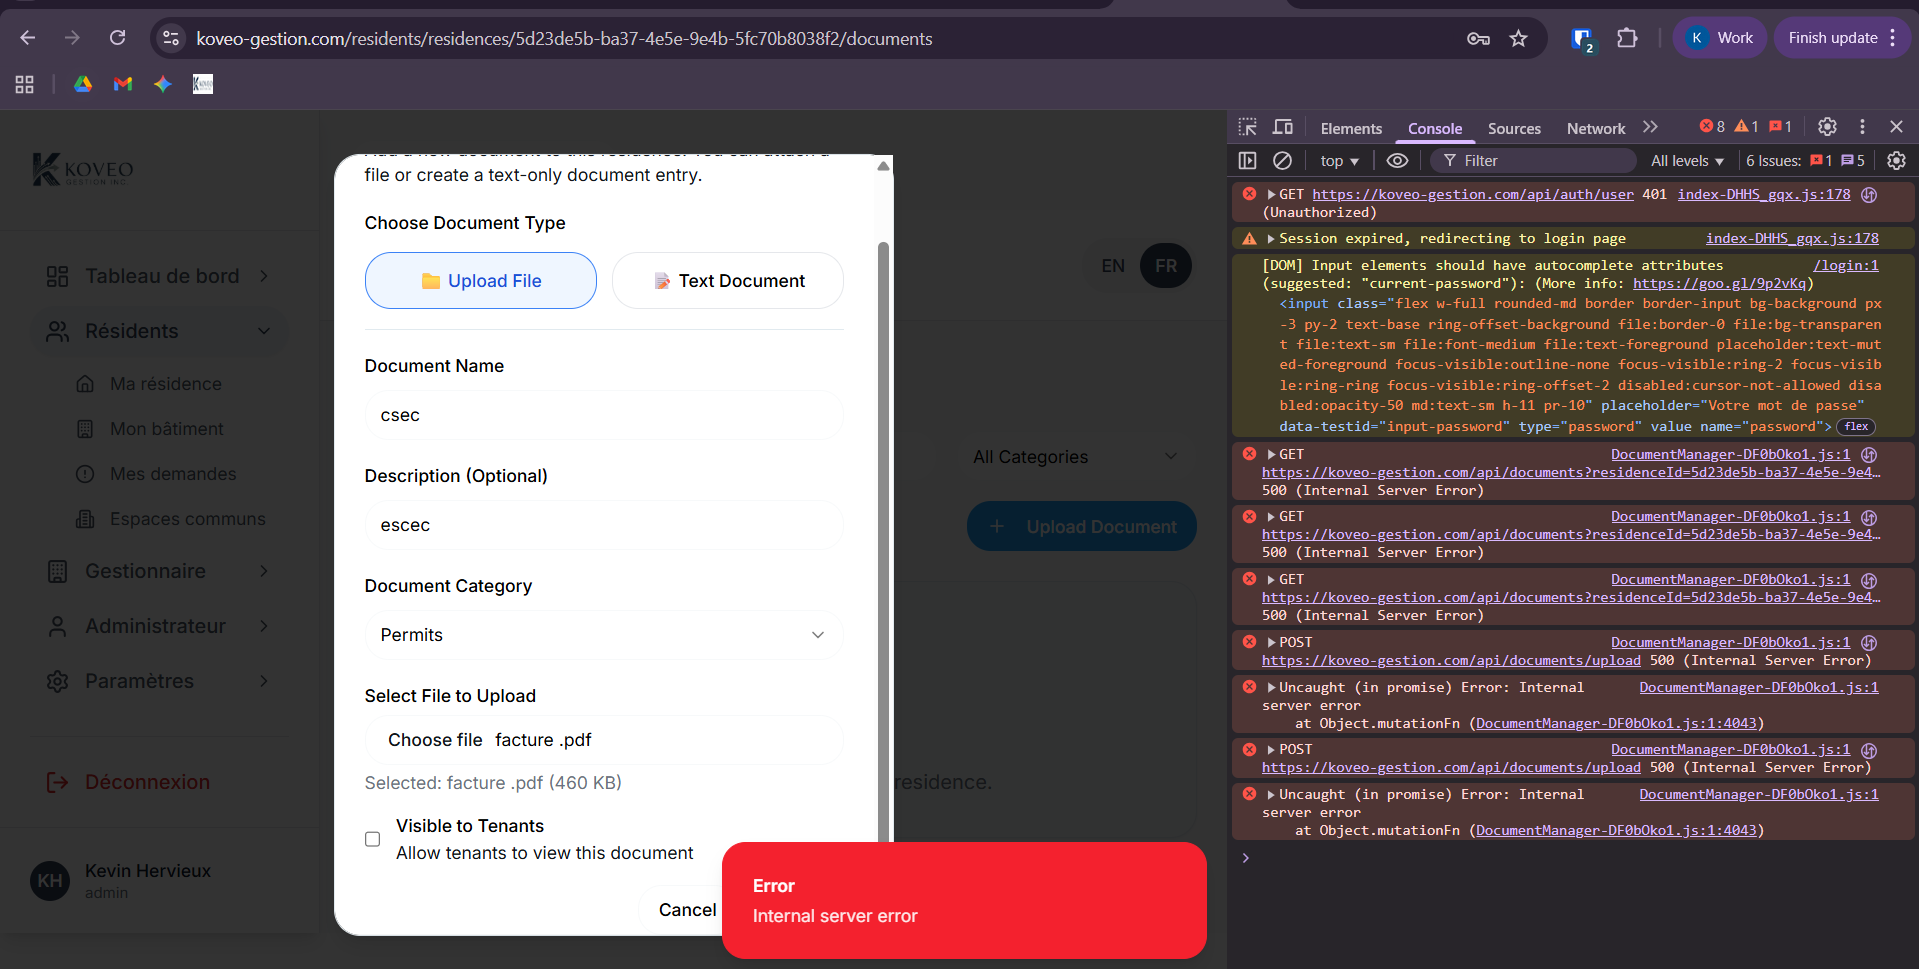 koveo-gestion.com/residents/residences/5d23de5b-ba37-4e5e-9e4b-5fc70b8038f2/documents
2
K Work
Finish update
KOVEO
GESTION INC.
Tableau de bord
Résidents
Ma résidence
Mon bâtiment
Mes demandes
Espaces communs
Gestionnaire
Administrateur
Paramètres
Déconnexion
KH
Kevin Hervieux
admin
file or create a text-only document entry.
Choose Document Type
Upload File
Text Document
Document Name
csec
Description (Optional)
escec
Document Category
Permits
Select File to Upload
Choose file facture .pdf
Selected: facture .pdf (460 KB)
Visible to Tenants
Allow tenants to view this document
Cancel
EN FR
All Categories
+ Upload Document
residence.
Error
Internal server error
Elements Console Sources Network
8 1 1
top
Filter
All levels
6 Issues: 1 5
GET https://koveo-gestion.com/api/auth/user 401 index-DHHS_gqx.js:178
(Unauthorized)
Session expired, redirecting to login page index-DHHS_gqx.js:178
[DOM] Input elements should have autocomplete attributes /login:1
(suggested: "current-password"): (More info: https://goo.gl/9p2vKq)
<input class="flex w-full rounded-md border border-input bg-background px
-3 py-2 text-base ring-offset-background file:border-0 file:bg-transparen
t file:text-sm file:font-medium file:text-foreground placeholder:text-mut
ed-foreground focus-visible:outline-none focus-visible:ring-2 focus-visib
le:ring-ring focus-visible:ring-offset-2 disabled:cursor-not-allowed disa
bled:opacity-50 md:text-sm h-11 pr-10" placeholder="Votre mot de passe"
data-testid="input-password" type="password" value name="password"> flex
GET DocumentManager-DF0bOko1.js:1
https://koveo-gestion.com/api/documents?residenceId=5d23de5b-ba37-4e5e-9e4…
500 (Internal Server Error)
GET DocumentManager-DF0bOko1.js:1
https://koveo-gestion.com/api/documents?residenceId=5d23de5b-ba37-4e5e-9e4…
500 (Internal Server Error)
GET DocumentManager-DF0bOko1.js:1
https://koveo-gestion.com/api/documents?residenceId=5d23de5b-ba37-4e5e-9e4…
500 (Internal Server Error)
POST DocumentManager-DF0bOko1.js:1
https://koveo-gestion.com/api/documents/upload 500 (Internal Server Error)
Uncaught (in promise) Error: Internal DocumentManager-DF0bOko1.js:1
server error
at Object.mutationFn (DocumentManager-DF0bOko1.js:1:4043)
POST DocumentManager-DF0bOko1.js:1
https://koveo-gestion.com/api/documents/upload 500 (Internal Server Error)
Uncaught (in promise) Error: Internal DocumentManager-DF0bOko1.js:1
server error
at Object.mutationFn (DocumentManager-DF0bOko1.js:1:4043)